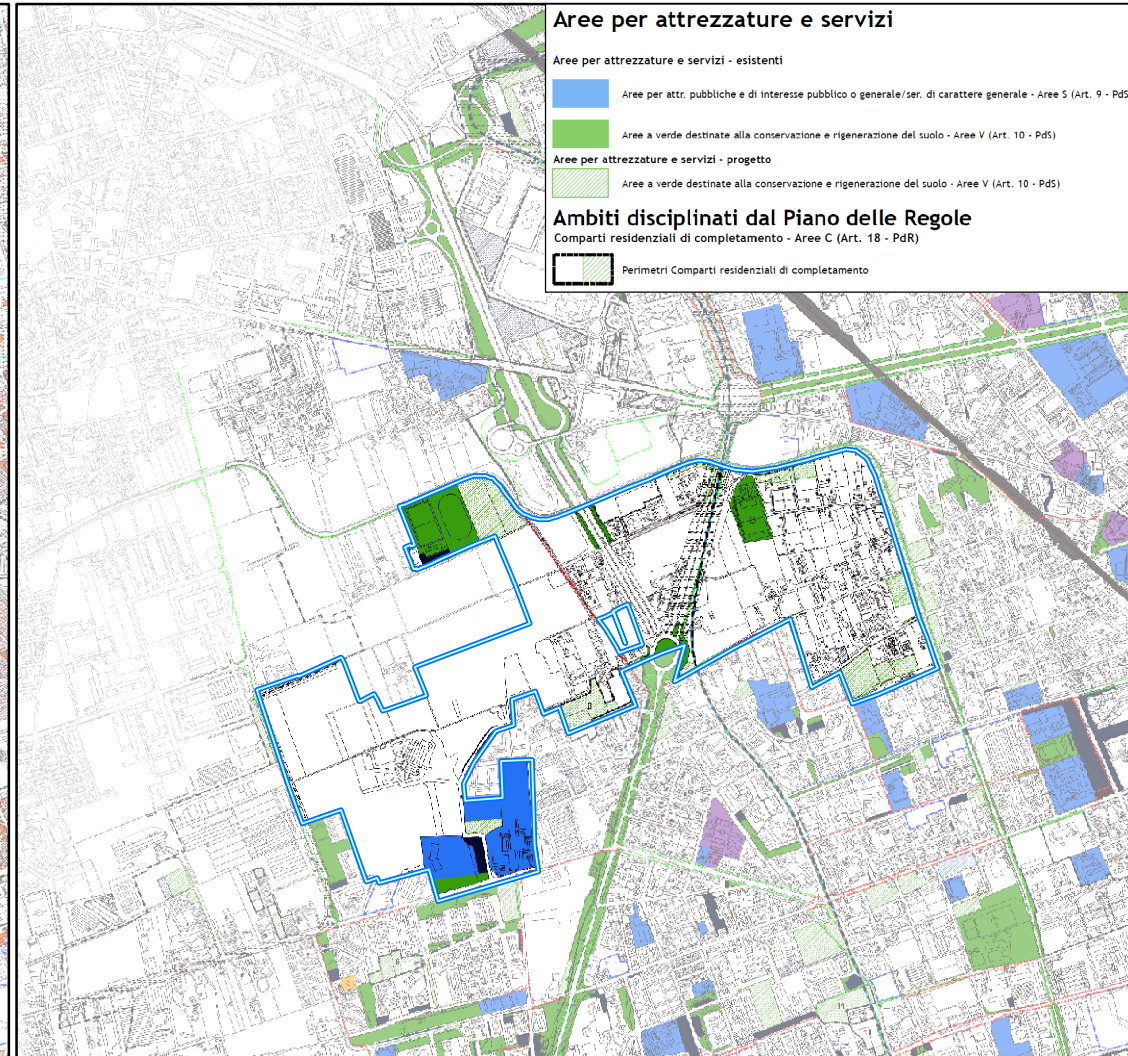 Aree per attrezzature e servizi
Aree per attrezzature e servizi - esistenti
Aree per attr. pubbliche e di interesse pubblico o generale/ser. di carattere generale - Aree S (Art. 9 - PdS
Aree a verde destinate alla conservazione e rigenerazione del suolo - Aree V (Art. 10 - PdS)
Aree per attrezzature e servizi - progetto
Aree a verde destinate alla conservazione e rigenerazione del suolo - Aree V (Art. 10 - PdS)
Ambiti disciplinati dal Piano delle Regole
Comparti residenziali di completamento - Aree C (Art. 18 - PdR)
Perimetri Comparti residenziali di completamento